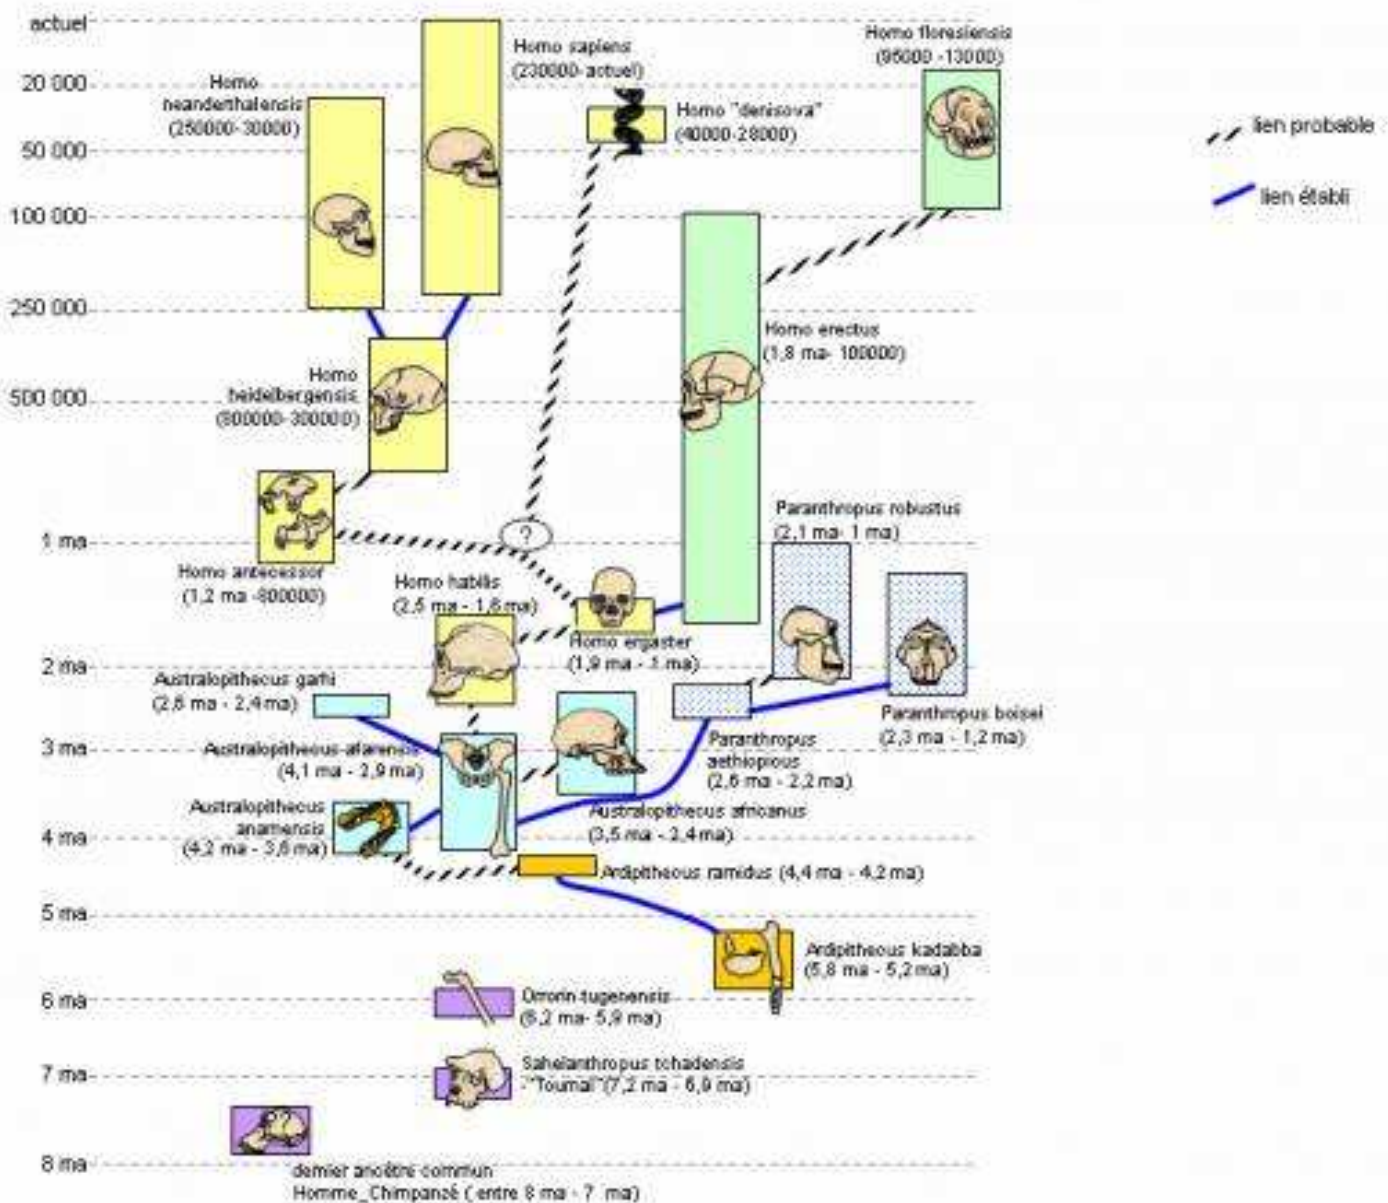 actuel
Homo sapiens
(230000- actuel)
Homo floresiensis
(95000 -13000)
20 000
Homo
neanderthalensis
(250000-30000)
Homo "denisova"
(40000-28000)
lien probable
50 000
lien établi
100 000
250 000
Homo erectus
(1,8 ma- 100000)
Homo
heidelbergensis
(800000-300000)
500 000
Paranthropus robustus
(2,1 ma- 1 ma)
?
1 ma
Homo antecessor
(1,2 ma -800000)
Homo habilis
(2,5 ma - 1,6 ma)
Homo ergaster
(1,9 ma - 1 ma)
2 ma
Australopithecus garhi
(2,6 ma - 2,4 ma)
Paranthropus boisei
(2,3 ma - 1,2 ma)
3 ma
Australopithecus afarensis
(4,1 ma - 2,9 ma)
Paranthropus
aethiopious
(2,6 ma - 2,2 ma)
Australopithecus
anamensis
(4,2 ma - 3,6 ma)
Australopithecus africanus
(3,5 ma - 2,4 ma)
4 ma
Ardipithecus ramidus (4,4 ma - 4,2 ma)
5 ma
Ardipithecus kadabba
(5,8 ma - 5,2 ma)
6 ma
Orrorin tugenensis
(6,2 ma- 5,9 ma)
7 ma
Sahelanthropus tchadensis
-"Toumaï"(7,2 ma - 6,9 ma)
8 ma
dernier ancêtre commun
Homme_Chimpanzé ( entre 8 ma - 7 ma)